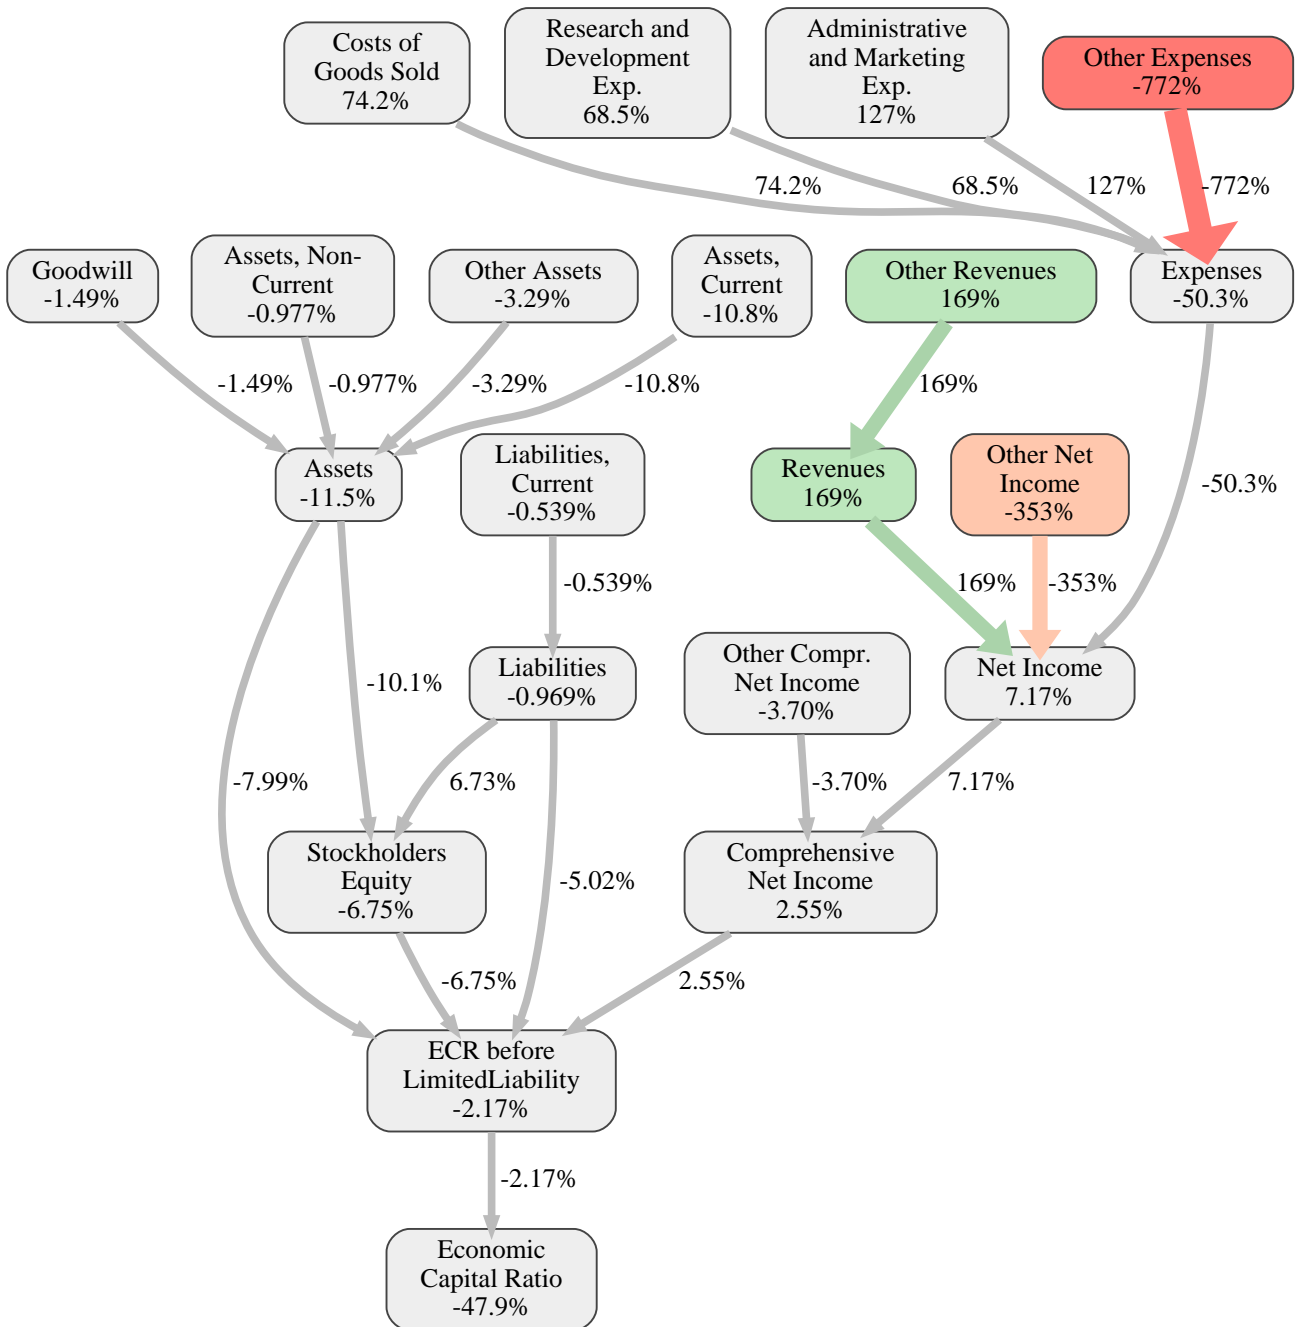 Costs of
Goods Sold
74.2%
Research and
Development
Exp.
68.5%
Administrative
and Marketing
Exp.
127%
Other Expenses
-772%
74.2%
68.5%
127%
-772%
Goodwill
-1.49%
Assets, Non-
Current
-0.977%
Other Assets
-3.29%
Assets,
Current
-10.8%
Other Revenues
169%
Expenses
-50.3%
-1.49%
-0.977%
-3.29%
-10.8%
169%
Assets
-11.5%
Liabilities,
Current
-0.539%
Revenues
169%
Other Net
Income
-353%
-50.3%
-0.539%
169%
-353%
-10.1%
Liabilities
-0.969%
Other Compr.
Net Income
-3.70%
Net Income
7.17%
-7.99%
6.73%
-3.70%
7.17%
Stockholders
Equity
-6.75%
-5.02%
Comprehensive
Net Income
2.55%
-6.75%
2.55%
ECR before
LimitedLiability
-2.17%
-2.17%
Economic
Capital Ratio
-47.9%